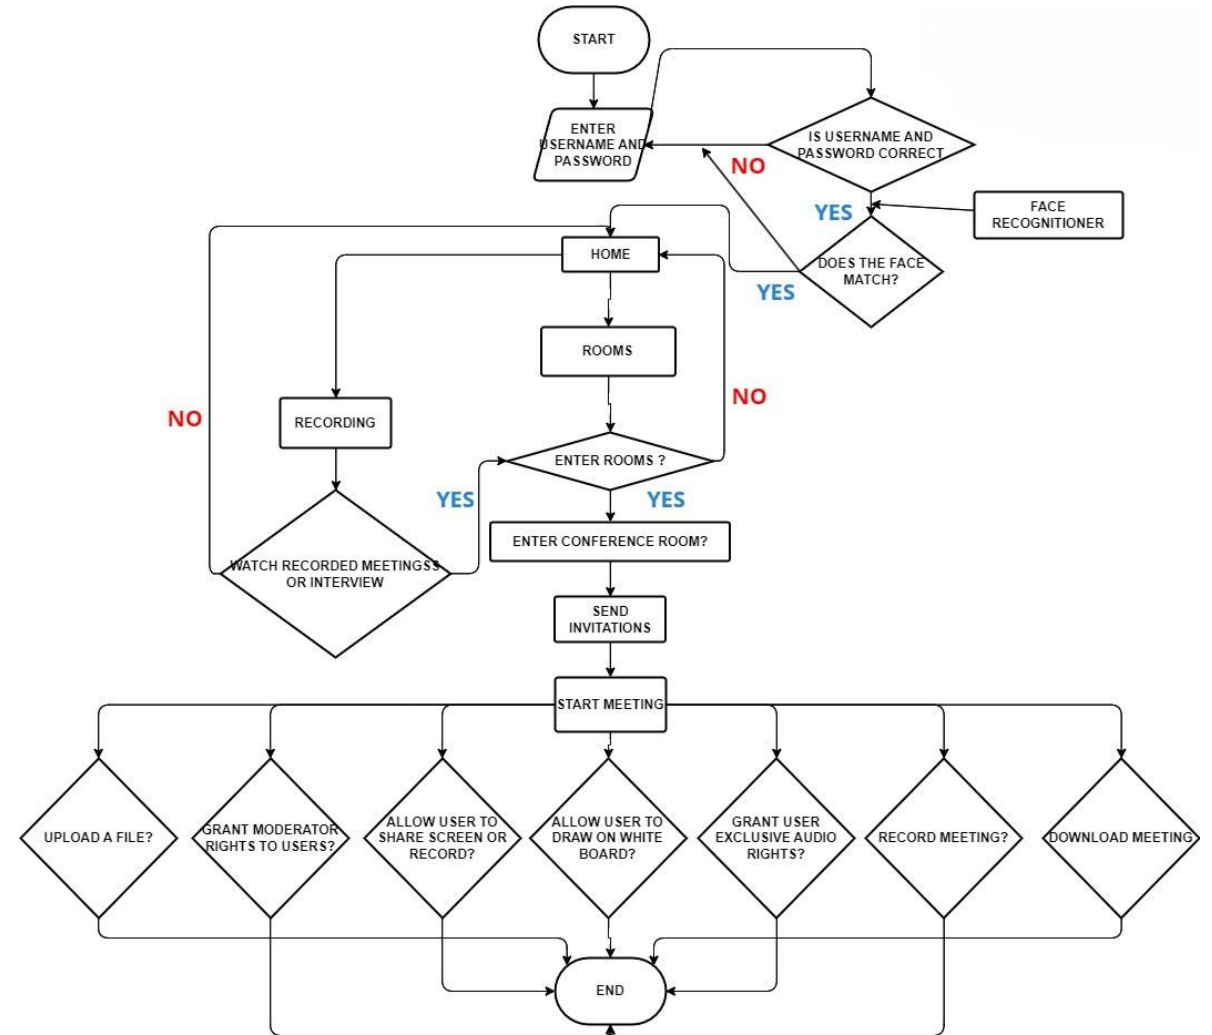 START
ENTER
USERNAME AND
PASSWORD
IS USERNAME AND
PASSWORD CORRECT
NO
YES
FACE
RECOGNITIONER
DOES THE FACE
MATCH?
YES
HOME
ROOMS
NO
NO
RECORDING
ENTER ROOMS ?
YES
YES
ENTER CONFERENCE ROOM?
WATCH RECORDED MEETINGSS
OR INTERVIEW
SEND
INVITATIONS
START MEETING
UPLOAD A FILE?
GRANT MODERATOR
RIGHTS TO USERS?
ALLOW USER TO
SHARE SCREEN OR
RECORD?
ALLOW USER TO
DRAW ON WHITE
BOARD?
GRANT USER
EXCLUSIVE AUDIO
RIGHTS?
RECORD MEETING?
DOWNLOAD MEETING
END